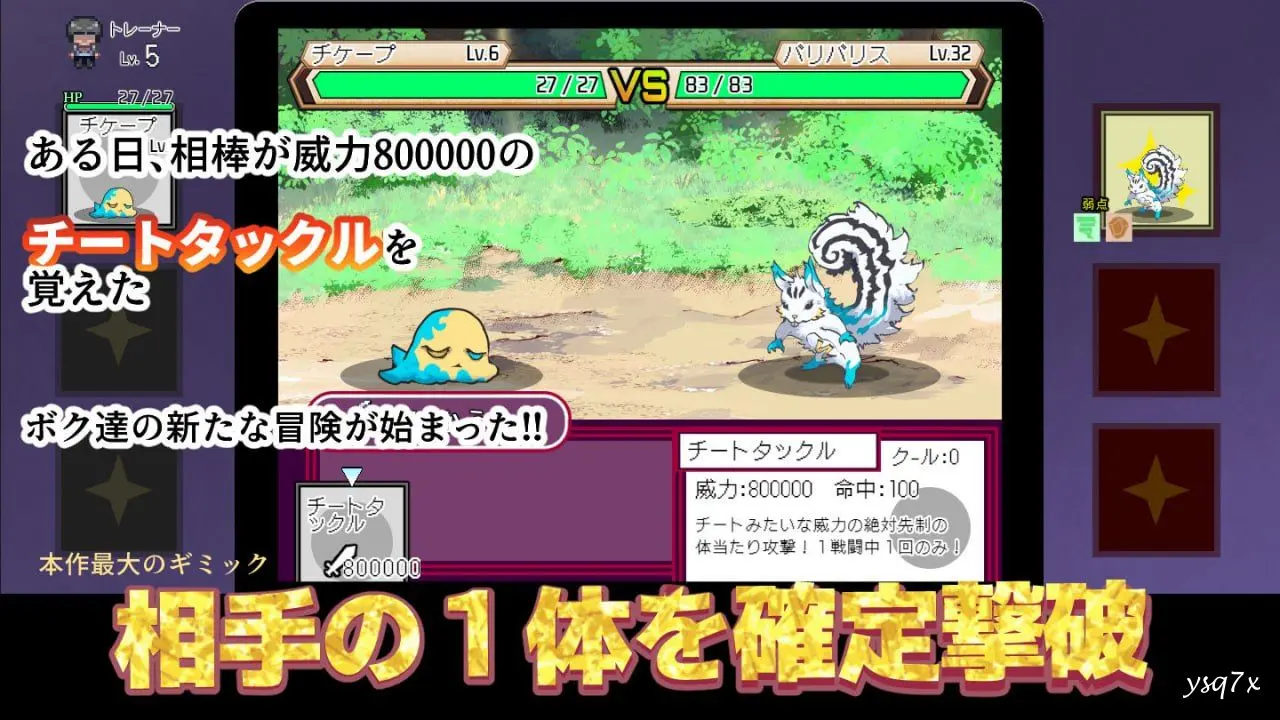 トレーナー
Lv. 5
HP 27/27
チケープ
Lv
チケープ Lv.6
27 / 27
VS
パリパリス Lv.32
83 / 83
弱点
ある日、相棒が威力800000の
チートタックルを
覚えた
ボク達の新たな冒険が始まった!!
チートタックル
クール:0
威力:800000 命中:100
チートみたいな威力の絶対先制の
体当たり攻撃！１戦闘中１回のみ！
チートタ
ックル
800000
本作最大のギミック
相手の１体を確定撃破
ysq7x